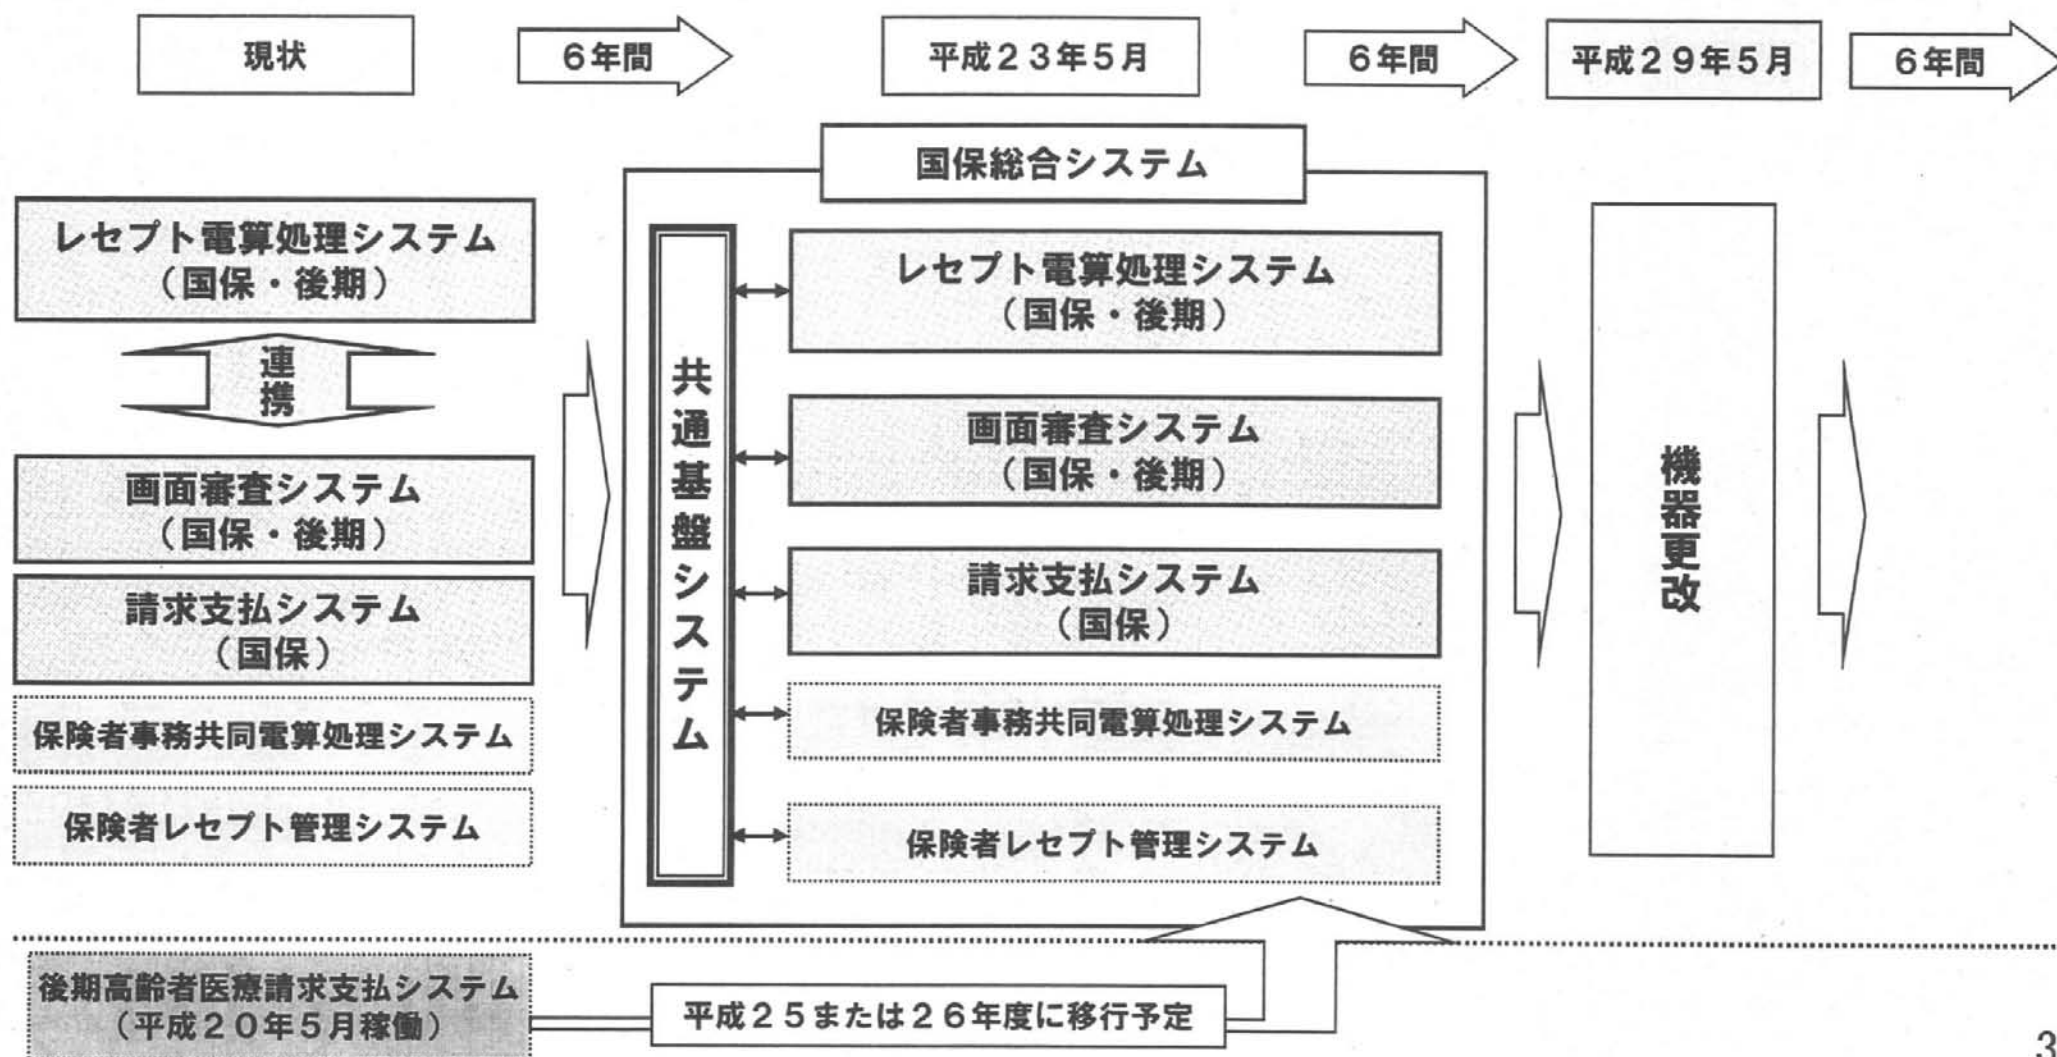 現状
6年間
平成23年5月
6年間
平成29年5月
6年間
国保総合システム
レセプト電算処理システム
(国保・後期)
連携
画面審査システム
(国保・後期)
請求支払システム
(国保)
保険者事務共同電算処理システム
保険者レセプト管理システム
共通基盤システム
レセプト電算処理システム
(国保・後期)
画面審査システム
(国保・後期)
請求支払システム
(国保)
保険者事務共同電算処理システム
保険者レセプト管理システム
機器更改
後期高齢者医療請求支払システム
(平成20年5月稼働)
平成25または26年度に移行予定
3